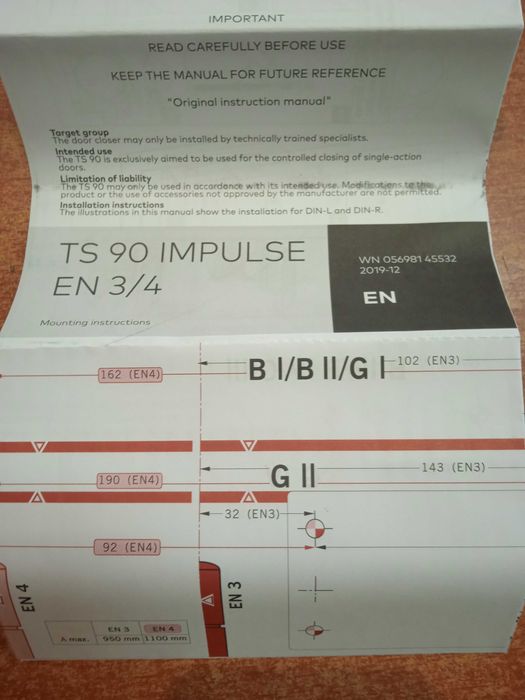 IMPORTANT
READ CAREFULLY BEFORE USE
KEEP THE MANUAL FOR FUTURE REFERENCE
"Original instruction manual"
Target group
The door closer may only be installed by technically trained specialists.
Intended use
The TS 90 is exclusively aimed to be used for the controlled closing of single-action
doors.
Limitation of liability
The TS 90 may only be used in accordance with its intended use. Modifications to the
product or the use of accessories not approved by the manufacturer are not permitted.
Installation instructions
The illustrations in this manual show the installation for DIN-L and DIN-R.
TS 90 IMPULSE
EN 3/4
WN 056981 45532
2019-12
EN
Mounting instructions
162 (EN4)
B I/B II/G I
102 (EN3)
190 (EN4)
G II
143 (EN3)
32 (EN3)
92 (EN4)
EN 4
EN 3
EN 3 EN 4
A max. 950 mm 1100 mm